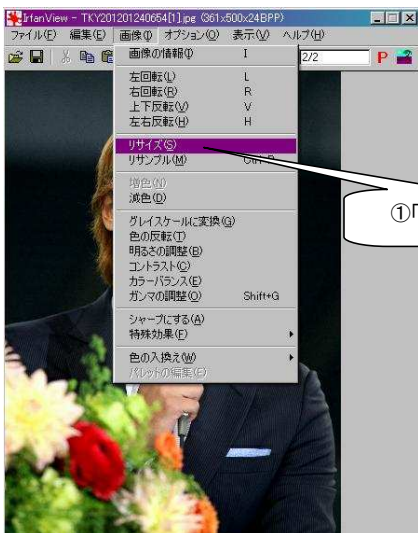 IrfanView - TKY201201240654[1].jpg (361x500x24BPP)
ファイル(F) 編集(E) 画像(I) オプション(O) 表示(V) ヘルプ(H)
2/2
画像の情報(I) I
左回転(L) L
右回転(R) R
上下反転(V) V
左右反転(H) H
リサイズ(S)
リサンプル(M)
増色(N)
減色(D)
グレイスケールに変換(G)
色の反転(T)
明るさの調整(B)
コントラスト(C)
カラーバランス(E)
ガンマの調整(O) Shift+G
シャープにする(A)
特殊効果(F)
色の入換え(W)
パレットの編集(E)
①